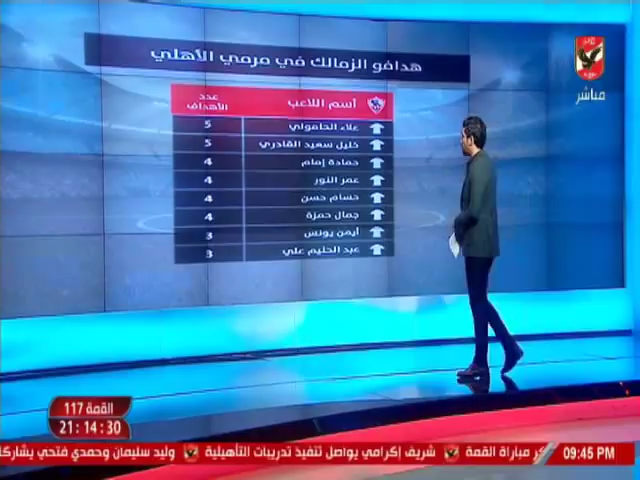 هدافو الزمالك في مرمي الأهلي
مباشر
أسم اللاعب
عدد الأهداف
علاء الحامولي 5
خليل سعيد القادري 5
حمادة إمام 4
عمر النور 4
حسام حسن 4
جمال حمزة 4
أيمن يونس 3
عبد الحليم علي 3
القمة 117
21:14:30
09:45 PM
كر مباراة القمة شريف إكرامي يواصل تنفيذ تدريبات التأهيلية وليد سليمان وحمدي فتحي يشاركا